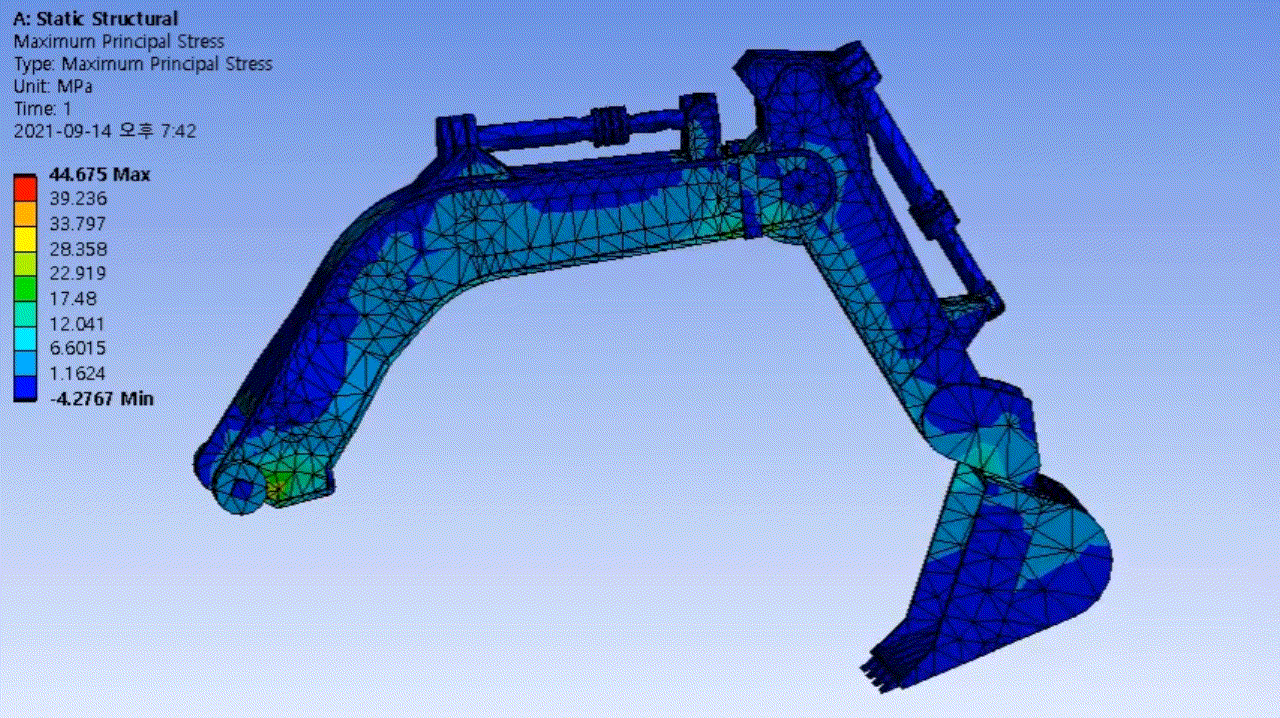 A: Static Structural
Maximum Principal Stress
Type: Maximum Principal Stress
Unit: MPa
Time: 1
2021-09-14 오후 7:42
44.675 Max
39.236
33.797
28.358
22.919
17.48
12.041
6.6015
1.1624
-4.2767 Min